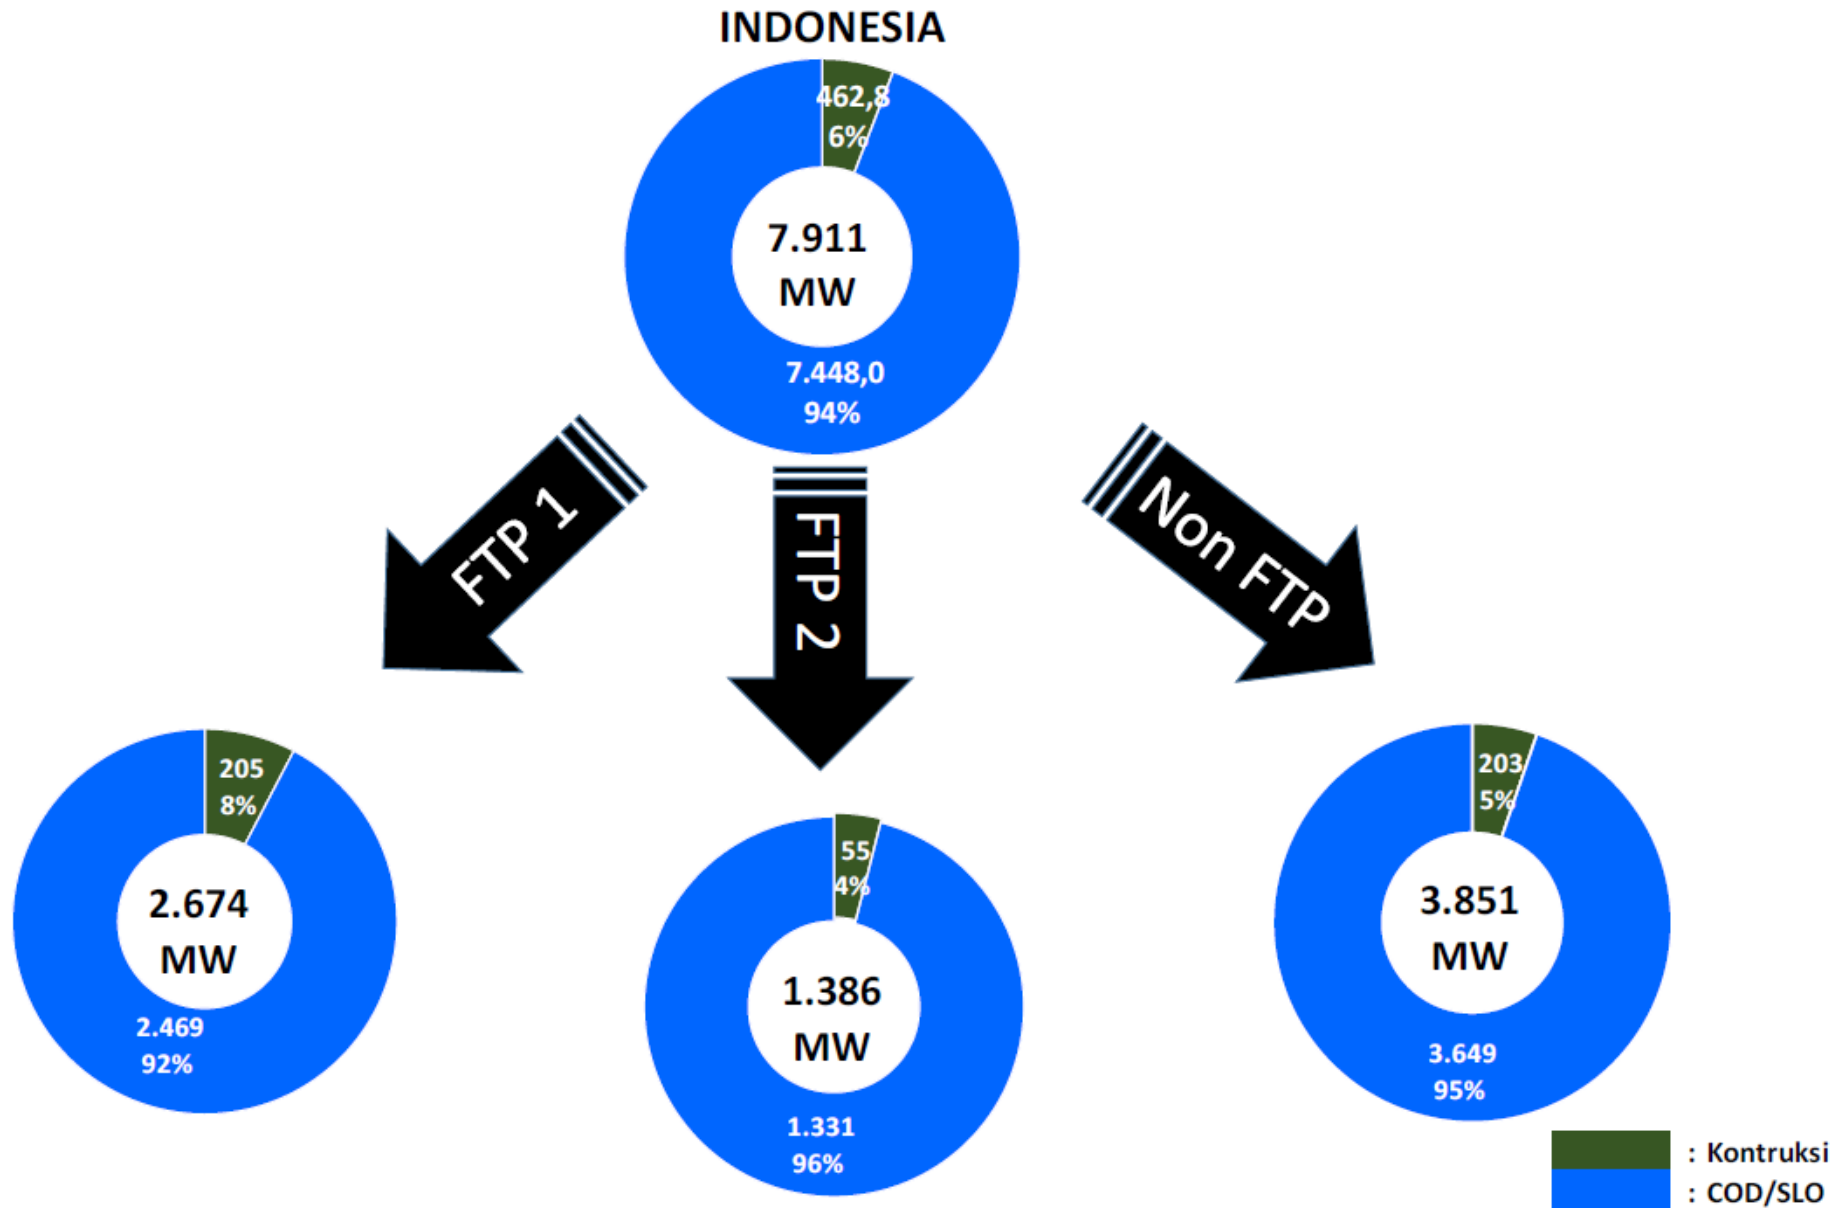 INDONESIA
462,8
6%
7.911
MW
7.448,0
94%
FTP 1
FTP 2
Non FTP
205
8%
2.674
MW
2.469
92%
55
4%
1.386
MW
1.331
96%
203
5%
3.851
MW
3.649
95%
: Kontruksi
: COD/SLO